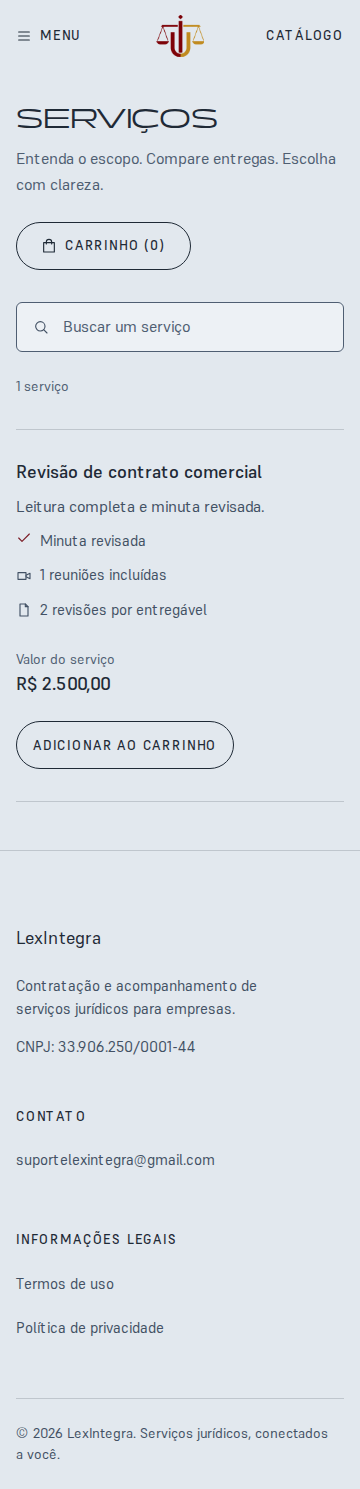 MENU
CATÁLOGO
SERVIÇOS
Entenda o escopo. Compare entregas. Escolha
com clareza.
CARRINHO (0)
Buscar um serviço
1 serviço
Revisão de contrato comercial
Leitura completa e minuta revisada.
Minuta revisada
1 reuniões incluídas
2 revisões por entregável
Valor do serviço
R$ 2.500,00
ADICIONAR AO CARRINHO
LexIntegra
Contratação e acompanhamento de
serviços jurídicos para empresas.
CNPJ: 33.906.250/0001-44
CONTATO
suportelexintegra@gmail.com
INFORMAÇÕES LEGAIS
Termos de uso
Política de privacidade
© 2026 LexIntegra. Serviços jurídicos, conectados
a você.